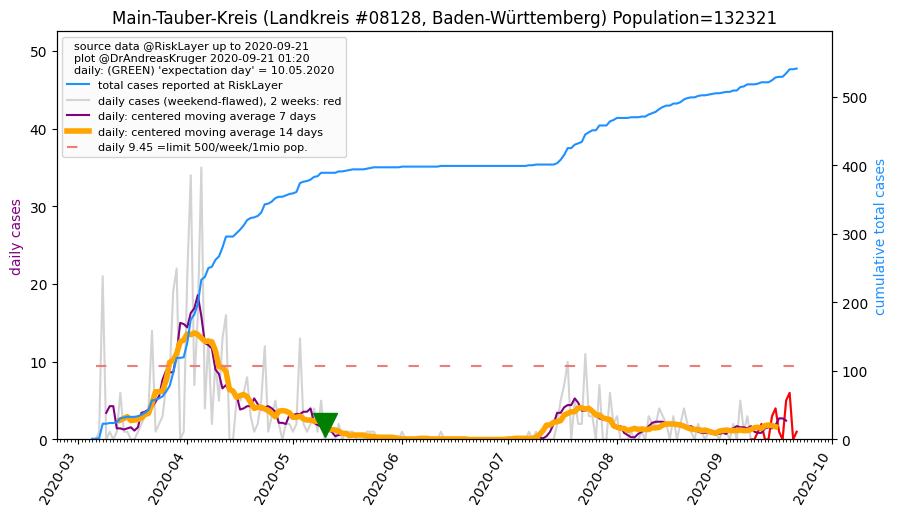 Main-Tauber-Kreis (Landkreis #08128, Baden-Württemberg) Population=132321
source data @RiskLayer up to 2020-09-21
plot @DrAndreasKruger 2020-09-21 01:20
daily: (GREEN) 'expectation day' = 10.05.2020
total cases reported at RiskLayer
daily cases (weekend-flawed), 2 weeks: red
daily: centered moving average 7 days
daily: centered moving average 14 days
daily 9.45 =limit 500/week/1mio pop.
daily cases
50
40
30
20
10
0
cumulative total cases
500
400
300
200
100
0
2020-03
2020-04
2020-05
2020-06
2020-07
2020-08
2020-09
2020-10